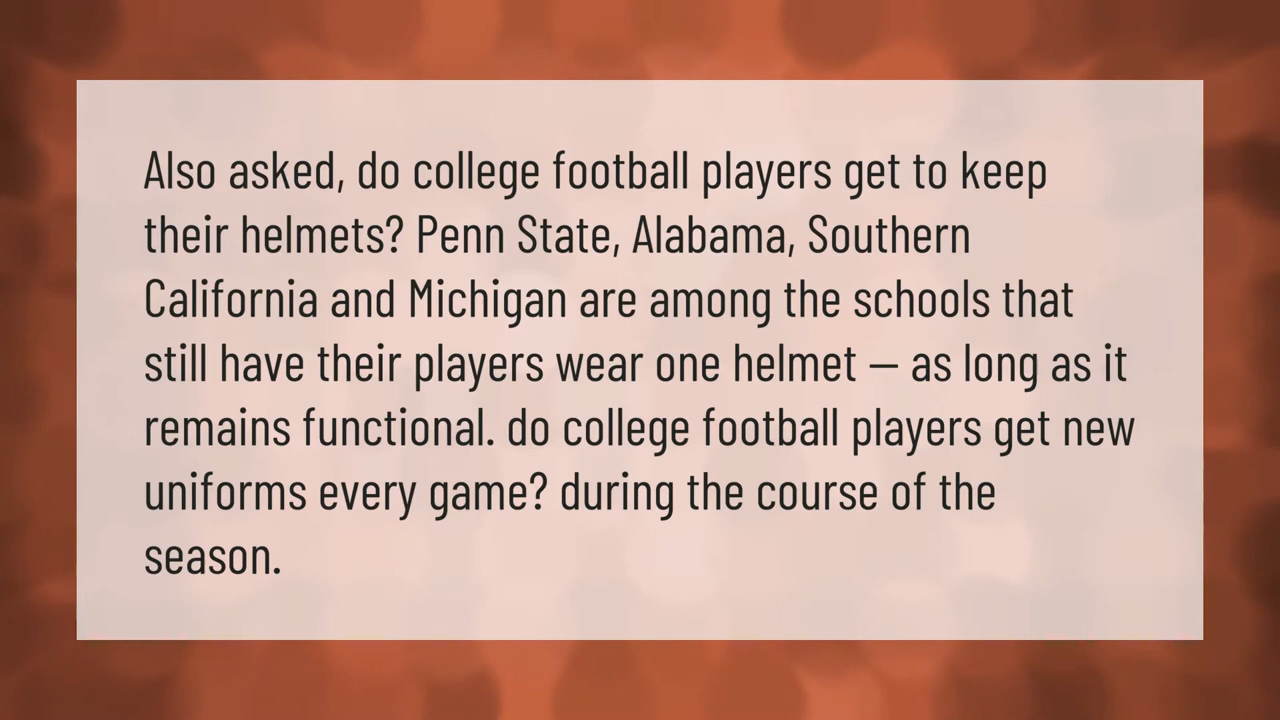 Also asked, do college football players get to keep
their helmets? Penn State, Alabama, Southern
California and Michigan are among the schools that
still have their players wear one helmet — as long as it
remains functional. do college football players get new
uniforms every game? during the course of the
season.